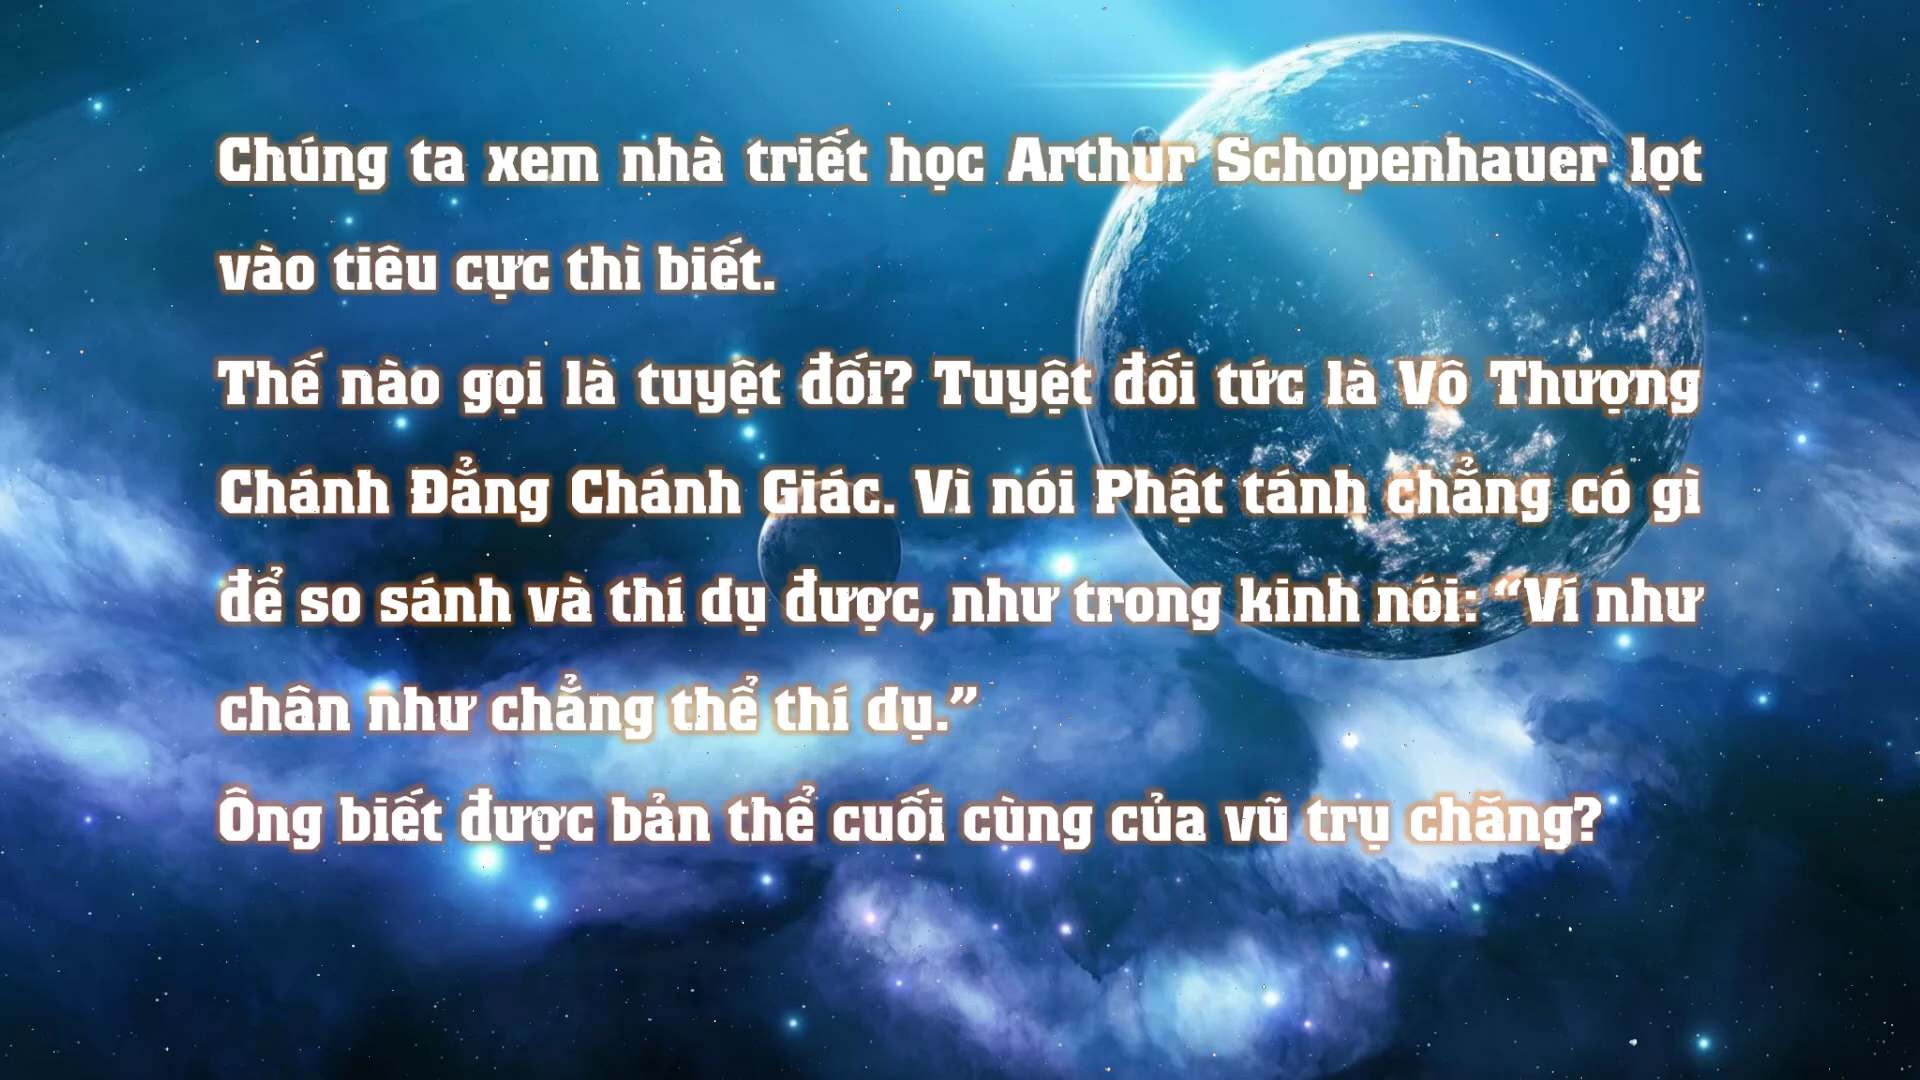 Chúng ta xem nhà triết học Arthur Schopenhauer lọt
vào tiêu cực thì biết.
Thế nào gọi là tuyệt đối? Tuyệt đối tức là Vô Thượng
Chánh Đẳng Chánh Giác. Vì nói Phật tánh chẳng có gì
để so sánh và thí dụ được, như trong kinh nói: “Ví như
chân như chẳng thể thí dụ.”
Ông biết được bản thể cuối cùng của vũ trụ chăng?